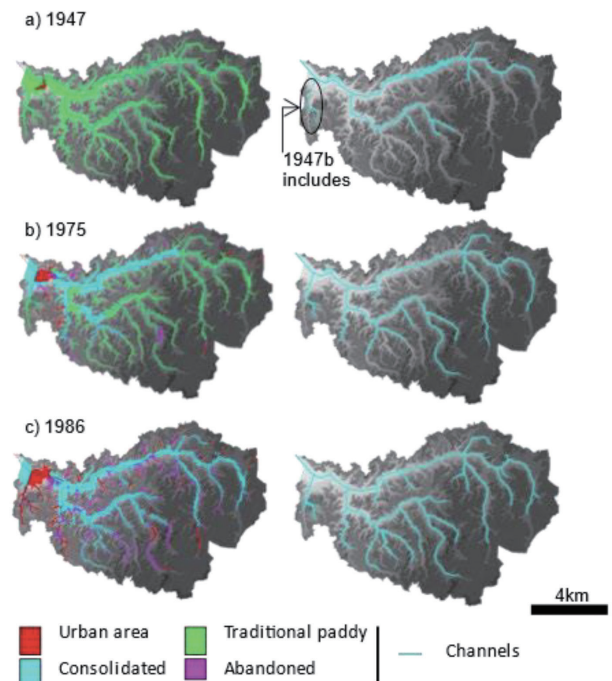 a) 1947
1947b
includes
b) 1975
c) 1986
4km
Urban area
Traditional paddy
Channels
Consolidated
Abandoned